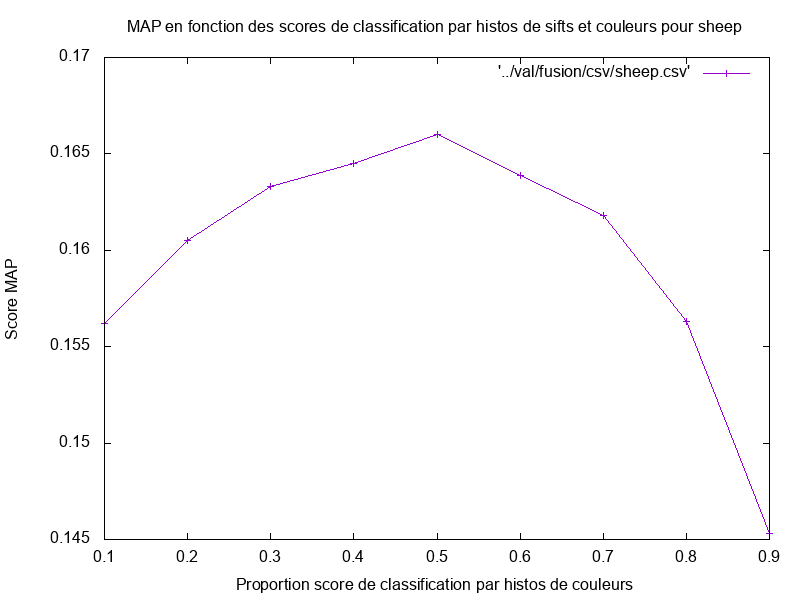 MAP en fonction des scores de classification par histos de sifts et couleurs pour sheep
'../val/fusion/csv/sheep.csv'
Score MAP
0.17
0.165
0.16
0.155
0.15
0.145
0.1 0.2 0.3 0.4 0.5 0.6 0.7 0.8 0.9
Proportion score de classification par histos de couleurs